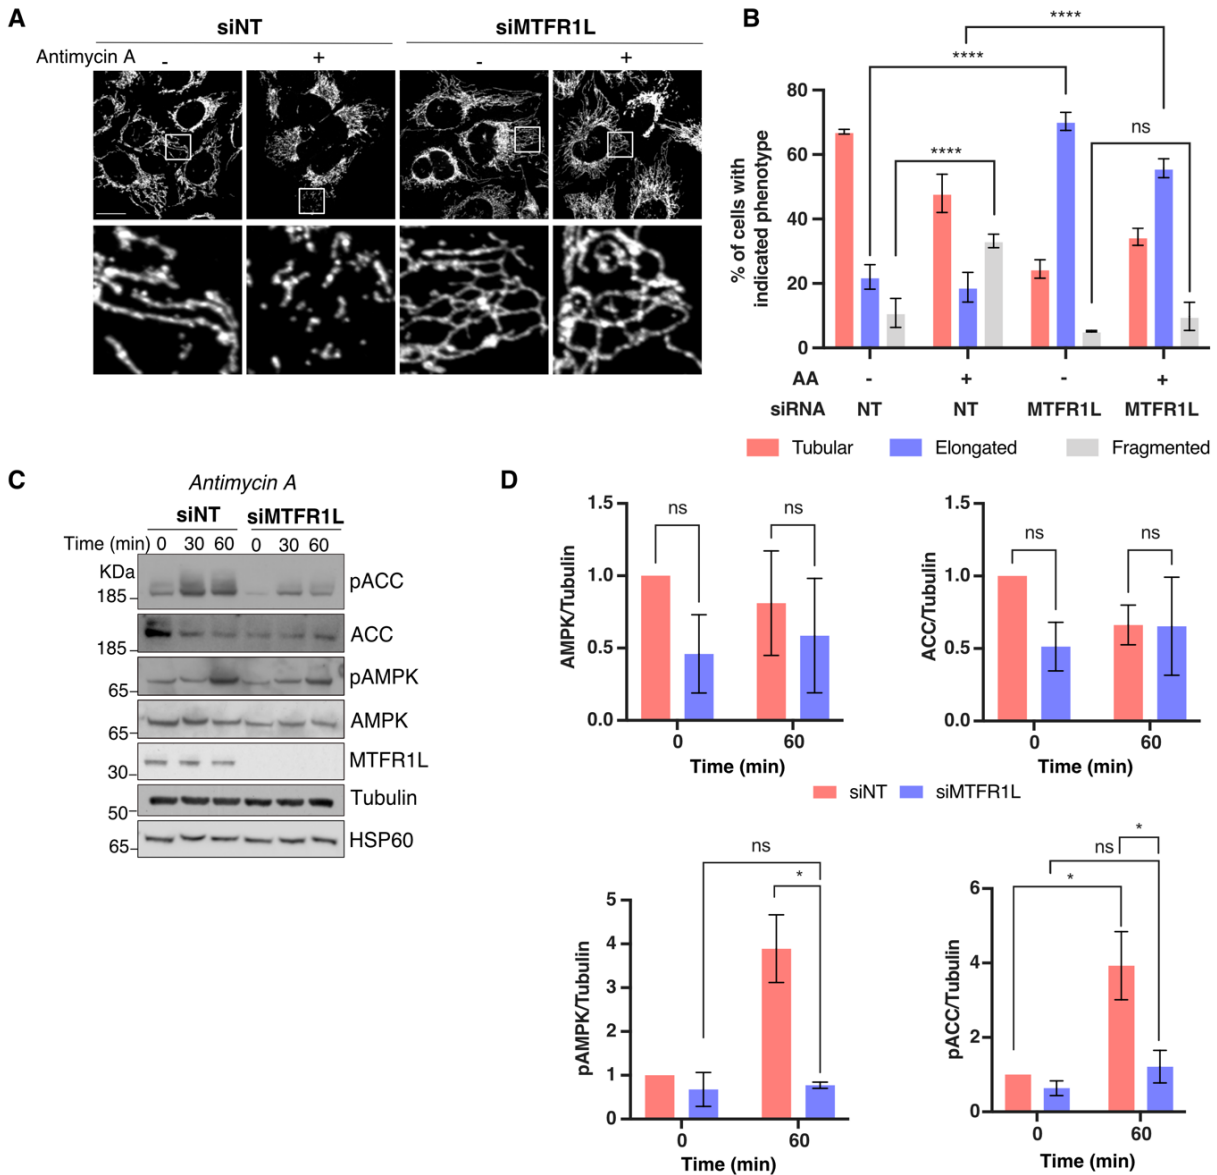 A
siNT siMTFR1L
Antimycin A - + - +
B
****
****
****
ns
% of cells with
indicated phenotype
80
60
40
20
0
AA - + - +
siRNA NT NT MTFR1L MTFR1L
Tubular Elongated Fragmented
C
Antimycin A
siNT siMTFR1L
Time (min) 0 30 60 0 30 60
KDa
185 pACC
185 ACC
65 pAMPK
65 AMPK
30 MTFR1L
50 Tubulin
65 HSP60
D
AMPK/Tubulin
1.5
1.0
0.5
0.0
ns ns
0 60
Time (min)
ACC/Tubulin
1.5
1.0
0.5
0.0
ns ns
0 60
Time (min)
siNT siMTFR1L
pAMPK/Tubulin
5
4
3
2
1
0
ns
*
0 60
Time (min)
pACC/Tubulin
6
4
2
0
*
ns
*
0 60
Time (min)